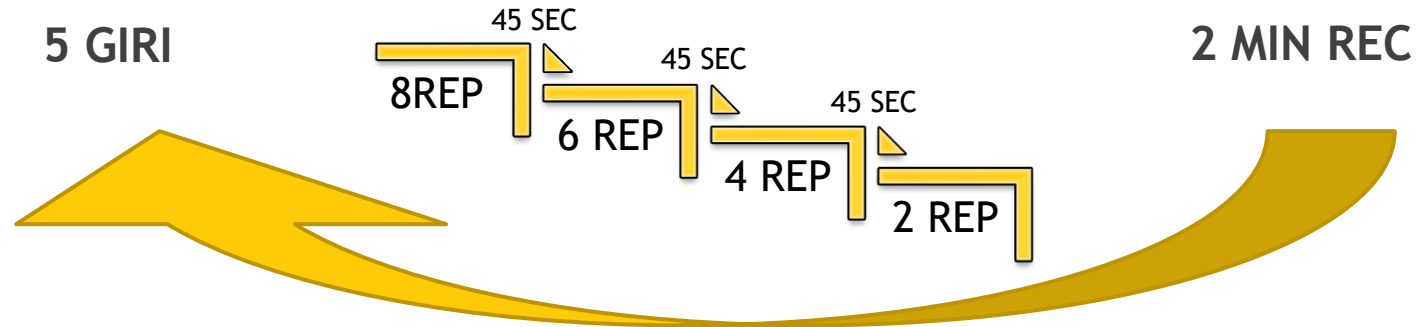 5 GIRI
45 SEC
8REP
45 SEC
6 REP
45 SEC
4 REP
2 REP
2 MIN REC